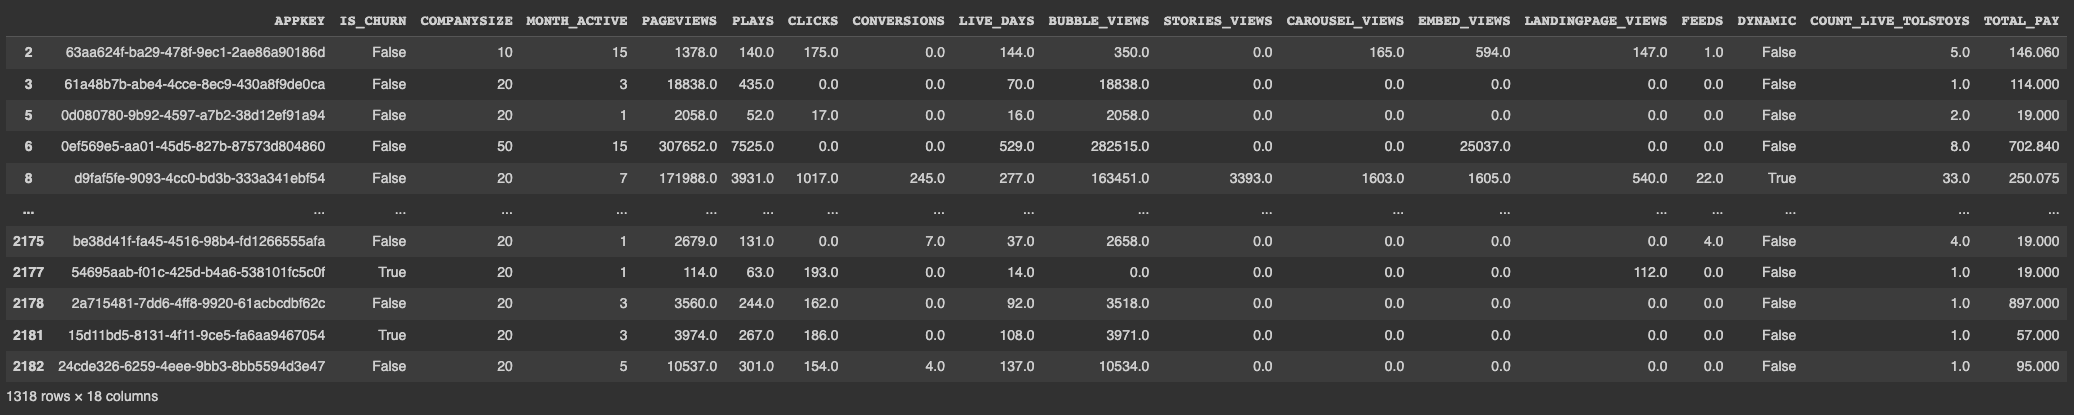 APPKEY IS_CHURN COMPANYSIZE MONTH_ACTIVE PAGEVIEWS PLAYS CLICKS CONVERSIONS LIVE_DAYS BUBBLE_VIEWS STORIES_VIEWS CAROUSEL_VIEWS EMBED_VIEWS LANDINGPAGE_VIEWS FEEDS DYNAMIC COUNT_LIVE_TOLSTOYS TOTAL_PAY
2 63aa624f-ba29-478f-9ec1-2ae86a90186d False 10 15 1378.0 140.0 175.0 0.0 144.0 350.0 0.0 165.0 594.0 147.0 1.0 False 5.0 146.060
3 61a48b7b-abe4-4cce-8ec9-430a8f9de0ca False 20 3 18838.0 435.0 0.0 0.0 70.0 18838.0 0.0 0.0 0.0 0.0 0.0 False 1.0 114.000
5 0d080780-9b92-4597-a7b2-38d12ef91a94 False 20 1 2058.0 52.0 17.0 0.0 16.0 2058.0 0.0 0.0 0.0 0.0 0.0 False 2.0 19.000
6 0ef569e5-aa01-45d5-827b-87573d804860 False 50 15 307652.0 7525.0 0.0 0.0 529.0 282515.0 0.0 0.0 25037.0 0.0 0.0 False 8.0 702.840
8 d9faf5fe-9093-4cc0-bd3b-333a341ebf54 False 20 7 171988.0 3931.0 1017.0 245.0 277.0 163451.0 3393.0 1603.0 1605.0 540.0 22.0 True 33.0 250.075
... ... ... ... ... ... ... ... ... ... ... ... ... ... ... ... ... ... ...
2175 be38d41f-fa45-4516-98b4-fd1266555afa False 20 1 2679.0 131.0 0.0 7.0 37.0 2658.0 0.0 0.0 0.0 0.0 4.0 False 4.0 19.000
2177 54695aab-f01c-425d-b4a6-538101fc5c0f True 20 1 114.0 63.0 193.0 0.0 14.0 0.0 0.0 0.0 0.0 112.0 0.0 False 1.0 19.000
2178 2a715481-7dd6-4ff8-9920-61acbcdbf62c False 20 3 3560.0 244.0 162.0 0.0 92.0 3518.0 0.0 0.0 0.0 0.0 0.0 False 1.0 897.000
2181 15d11bd5-8131-4f11-9ce5-fa6aa9467054 True 20 3 3974.0 267.0 186.0 0.0 108.0 3971.0 0.0 0.0 0.0 0.0 0.0 False 1.0 57.000
2182 24cde326-6259-4eee-9bb3-8bb5594d3e47 False 20 5 10537.0 301.0 154.0 4.0 137.0 10534.0 0.0 0.0 0.0 0.0 0.0 False 1.0 95.000
1318 rows × 18 columns